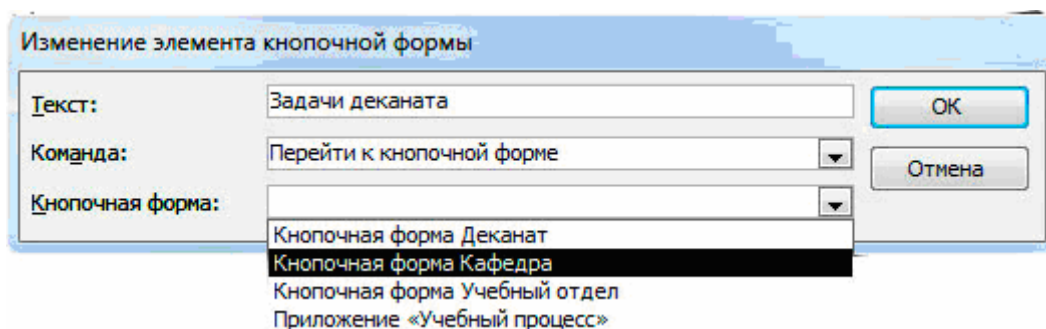 Изменение элемента кнопочной формы
Текст: Задачи деканата OK
Команда: Перейти к кнопочной форме Отмена
Кнопочная форма:
Кнопочная форма Деканат
Кнопочная форма Кафедра
Кнопочная форма Учебный отдел
Приложение «Учебный процесс»